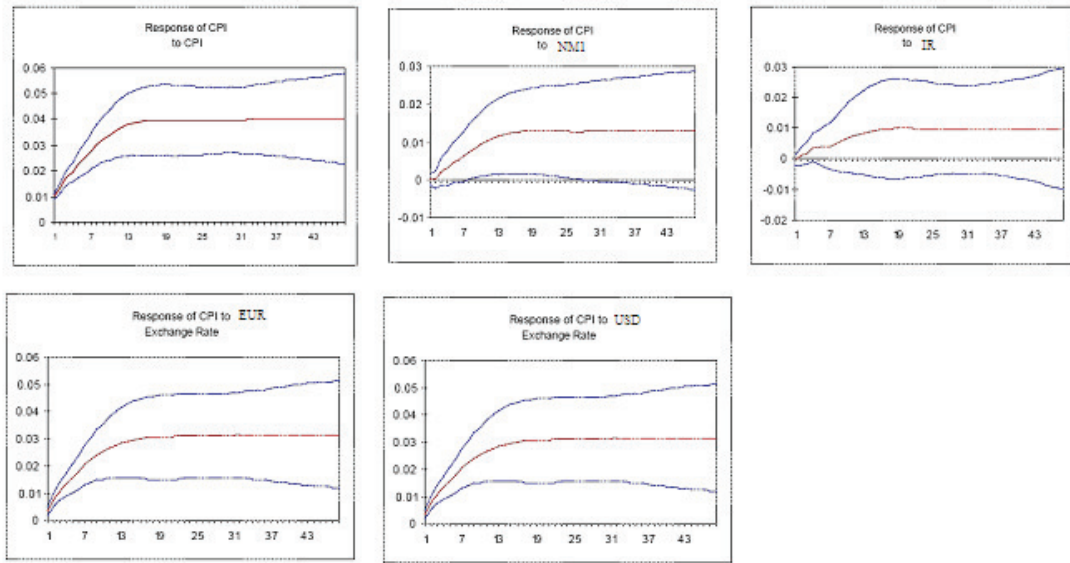 Response of CPI
to CPI
0.06
0.05
0.04
0.03
0.02
0.01
0
1 7 13 19 25 31 37 43
Response of CPI
to NM1
0.03
0.02
0.01
0
-0.01
1 7 13 19 25 31 37 43
Response of CPI
to IR
0.03
0.02
0.01
0
-0.01
-0.02
1 7 13 19 25 31 37 43
Response of CPI to EUR
Exchange Rate
0.06
0.05
0.04
0.03
0.02
0.01
0
1 7 13 19 25 31 37 43
Response of CPI to USD
Exchange Rate
0.06
0.05
0.04
0.03
0.02
0.01
0
1 7 13 19 25 31 37 43